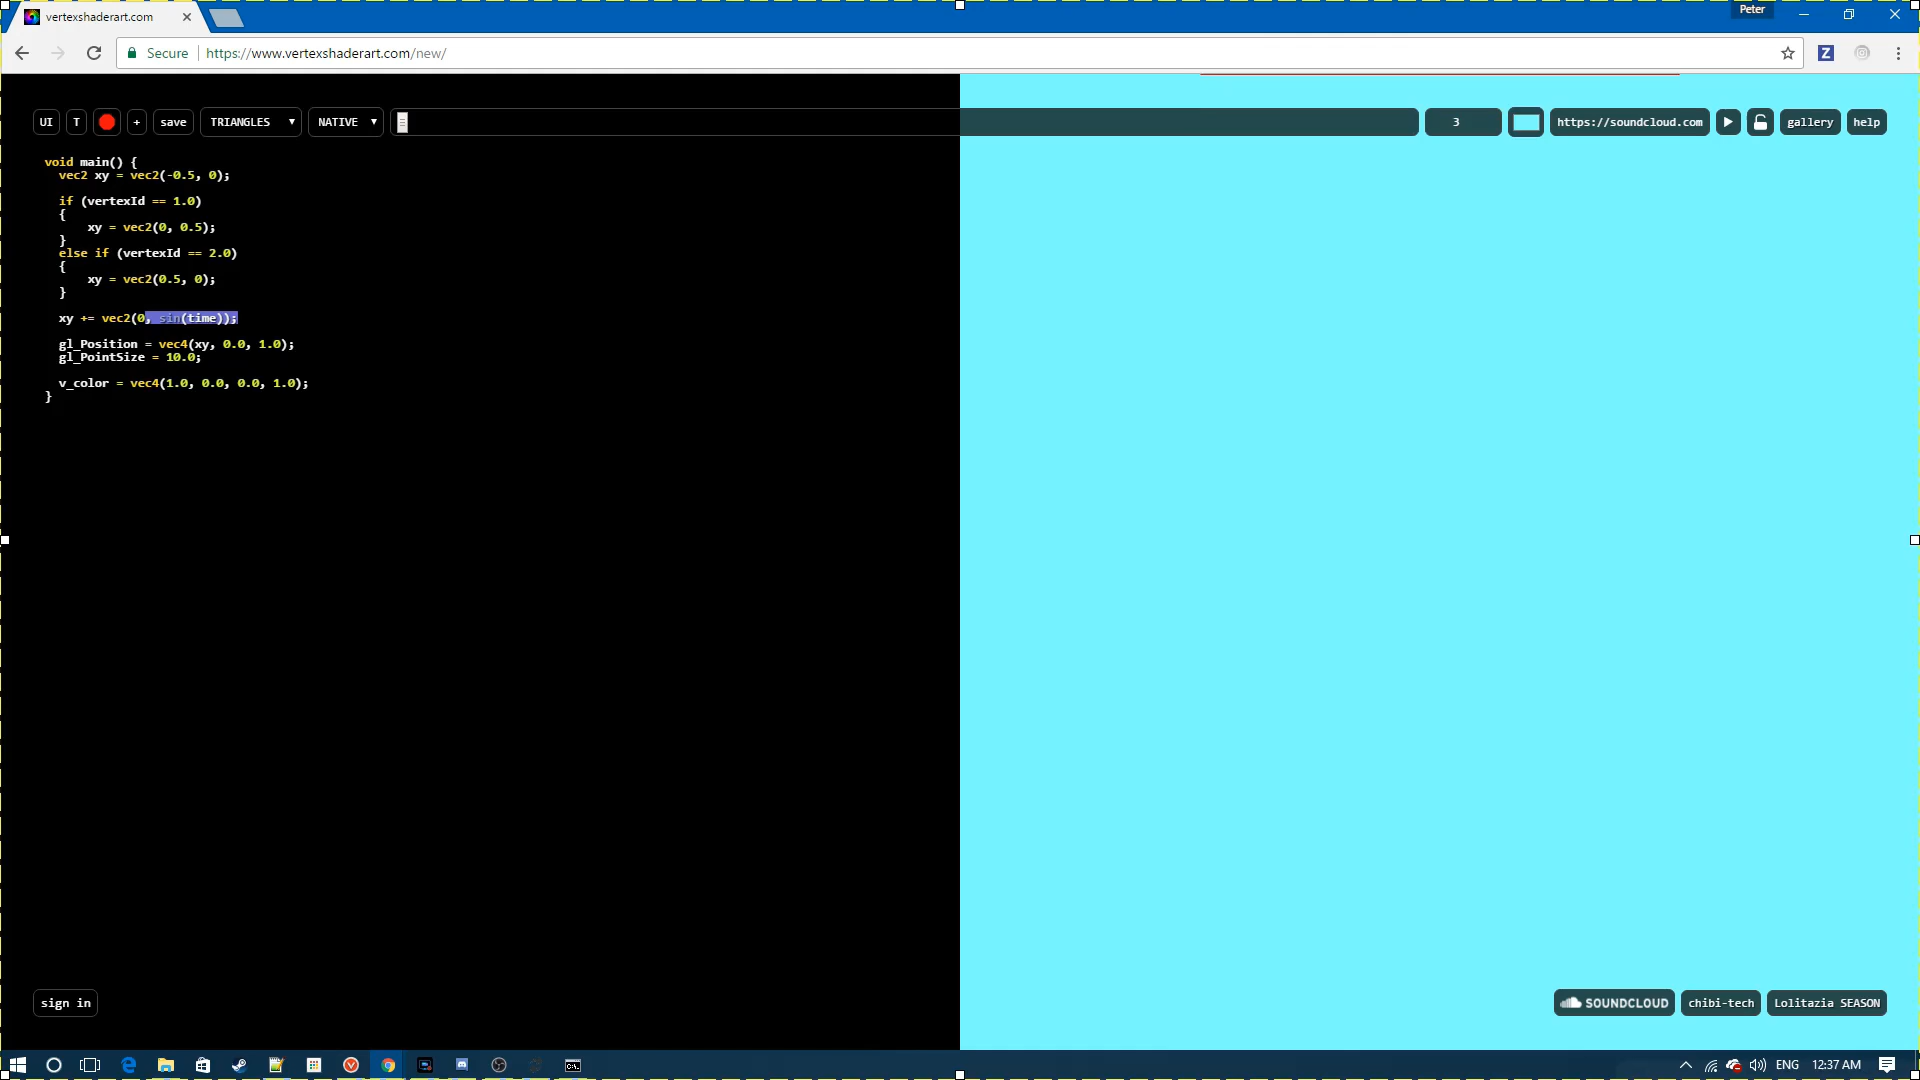 vertexshaderart.com
Peter
Secure https://www.vertexshaderart.com/new/
Z
UI T + save TRIANGLES NATIVE 3 https://soundcloud.com gallery help
void main() {
vec2 xy = vec2(-0.5, 0);
if (vertexId == 1.0)
{
xy = vec2(0, 0.5);
}
else if (vertexId == 2.0)
{
xy = vec2(0.5, 0);
}
xy += vec2(0, sin(time));
gl_Position = vec4(xy, 0.0, 1.0);
gl_PointSize = 10.0;
v_color = vec4(1.0, 0.0, 0.0, 1.0);
}
sign in
SOUNDCLOUD chibi-tech Lolitazia SEASON
ENG 12:37 AM